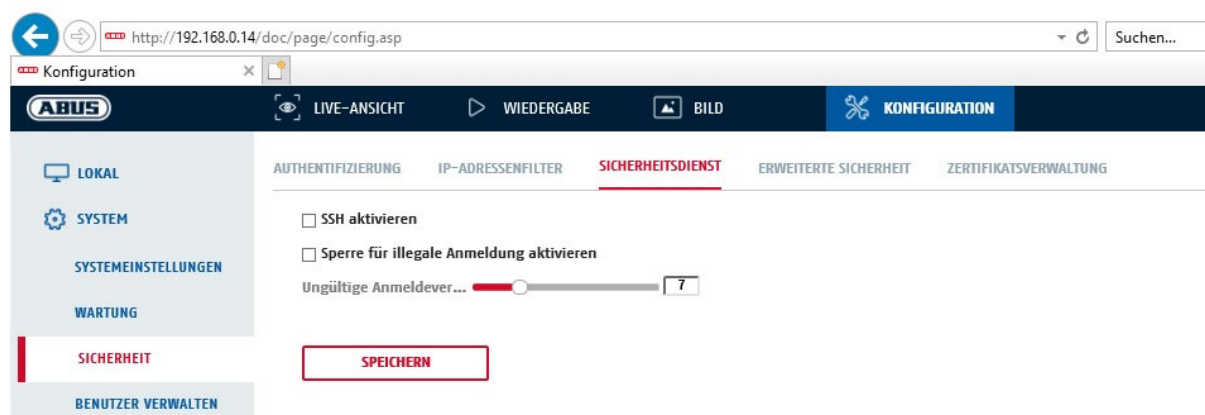 http://192.168.0.14/doc/page/config.asp
Suchen...
Konfiguration
ABUS
LIVE-ANSICHT
WIEDERGABE
BILD
KONFIGURATION
LOKAL
SYSTEM
SYSTEMEINSTELLUNGEN
WARTUNG
SICHERHEIT
BENUTZER VERWALTEN
AUTHENTIFIZIERUNG
IP-ADRESSENFILTER
SICHERHEITSDIENST
ERWEITERTE SICHERHEIT
ZERTIFIKATSVERWALTUNG
SSH aktivieren
Sperre für illegale Anmeldung aktivieren
Ungültige Anmeldever... 7
SPEICHERN